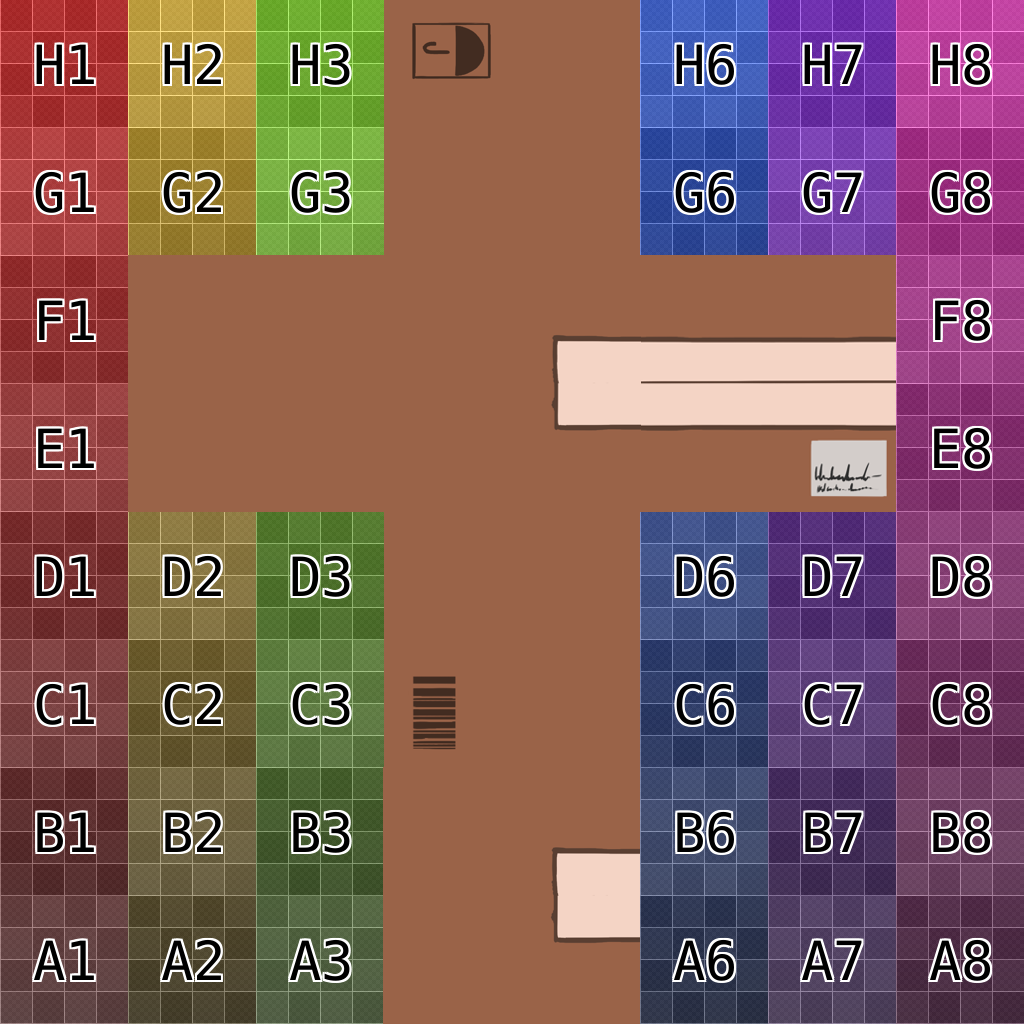 H1 H2 H3 H6 H7 H8
G1 G2 G3 G6 G7 G8
F1 F8
E1 E8
D1 D2 D3 D6 D7 D8
C1 C2 C3 C6 C7 C8
B1 B2 B3 B6 B7 B8
A1 A2 A3 A6 A7 A8